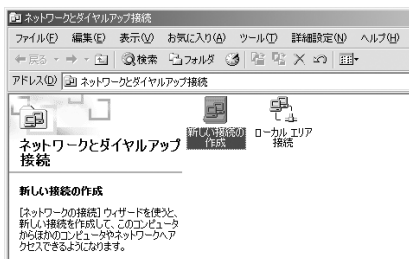 ネットワークとダイヤルアップ接続
ファイル(F) 編集(E) 表示(V) お気に入り(A) ツール(T) 詳細設定(N) ヘルプ(H)
戻る 検索 フォルダ
アドレス(D) ネットワークとダイヤルアップ接続
ネットワークとダイヤルアップ
接続
新しい接続の
作成
ローカル エリア
接続
新しい接続の作成
[ネットワークの接続] ウィザードを使うと、
新しい接続を作成して、このコンピュータ
からほかのコンピュータやネットワークへア
クセスできるようになります。